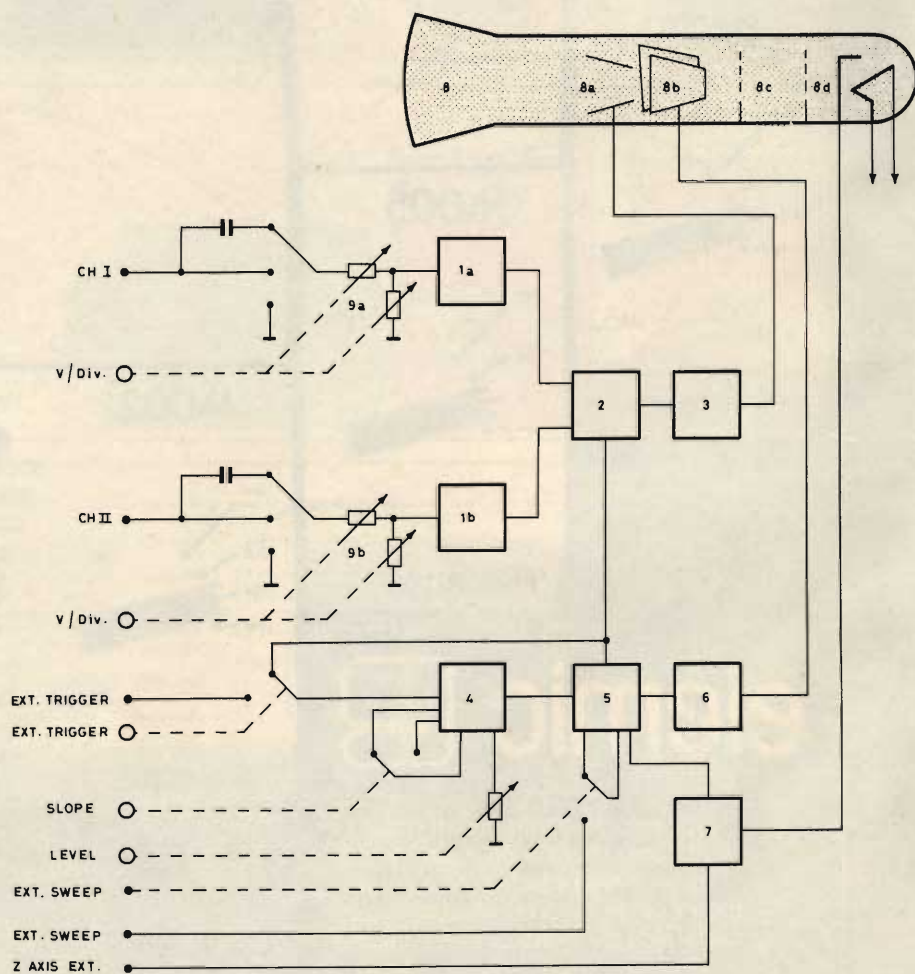 8 8a 8b 8c 8d
CH I
9a
1a
V/Div.
2
3
CH II
9b
1b
V/Div.
EXT. TRIGGER
4
5
6
EXT. TRIGGER
SLOPE
7
LEVEL
EXT. SWEEP
EXT. SWEEP
Z AXIS EXT.